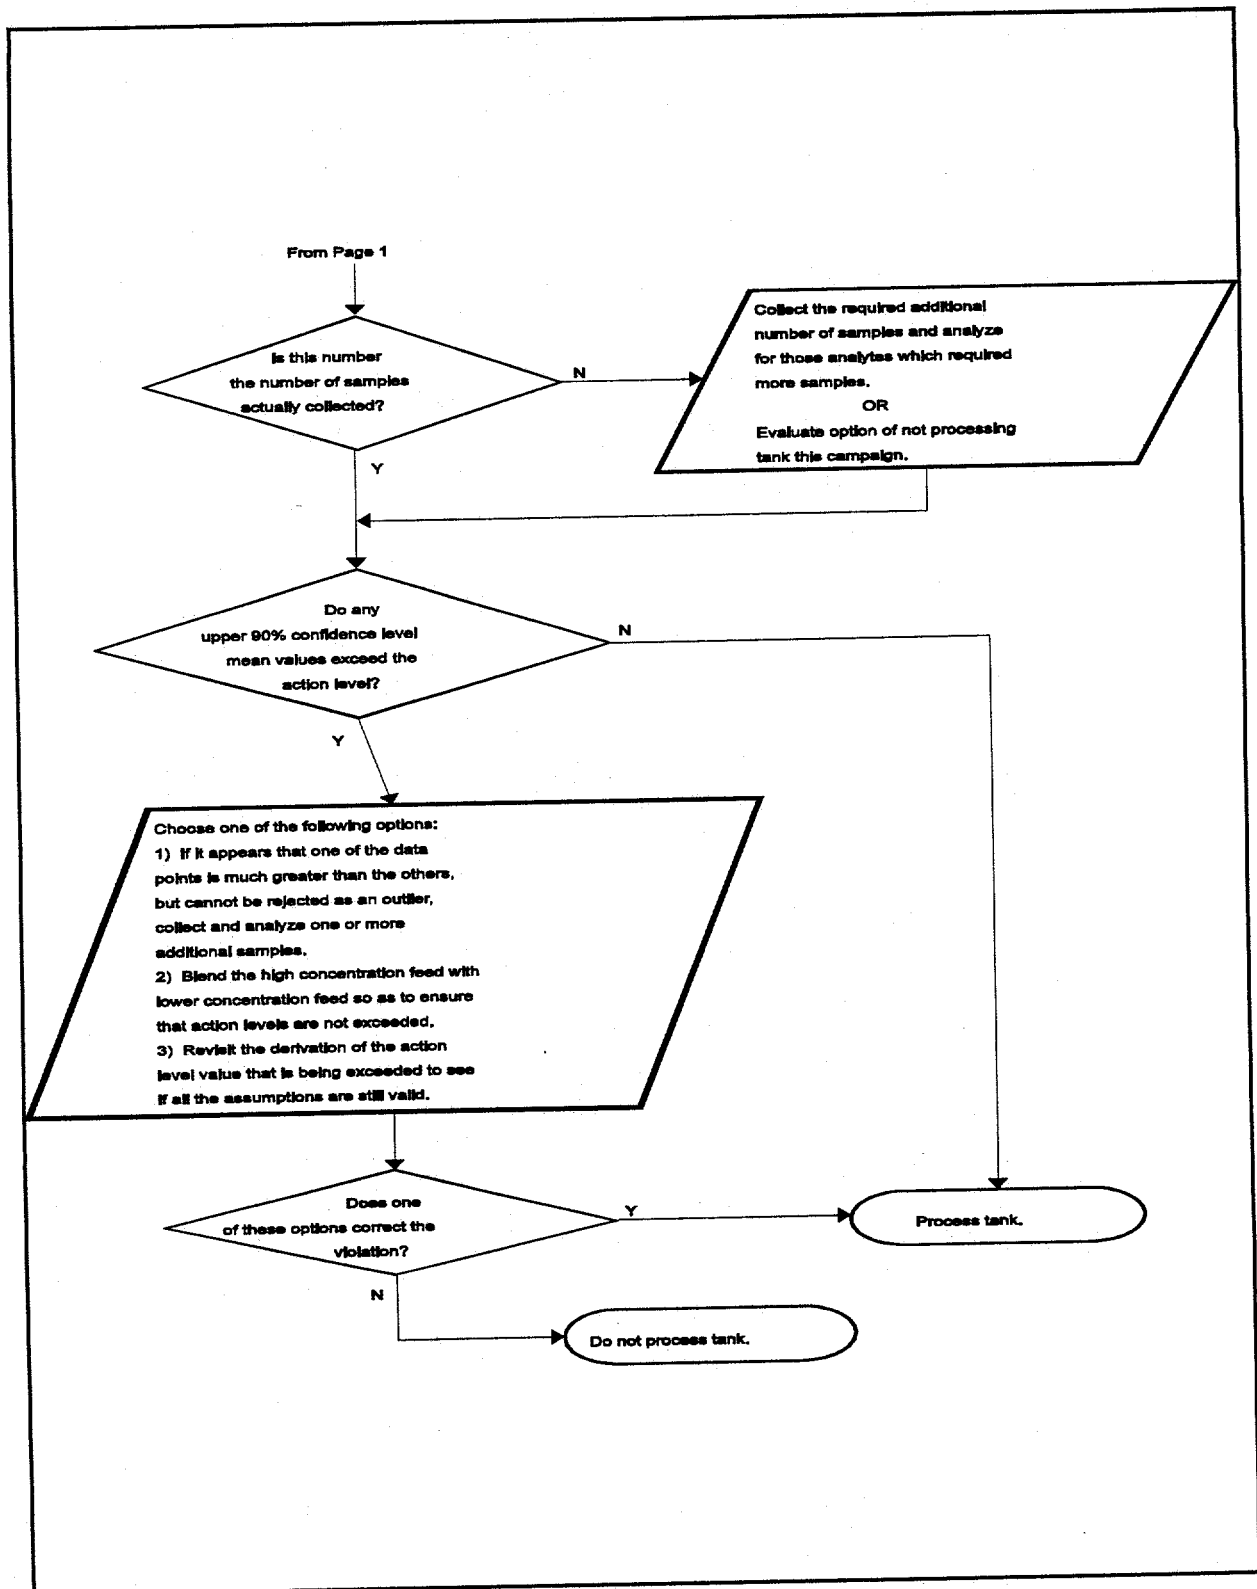 From Page 1
Is this number
the number of samples
actually collected?
N
Collect the required additional
number of samples and analyze
for those analytes which required
more samples.
OR
Evaluate option of not processing
tank this campaign.
Y
Do any
upper 90% confidence level
mean values exceed the
action level?
N
Y
Choose one of the following options:
1) If it appears that one of the data
points is much greater than the others,
but cannot be rejected as an outlier,
collect and analyze one or more
additional samples.
2) Blend the high concentration feed with
lower concentration feed so as to ensure
that action levels are not exceeded.
3) Revisit the derivation of the action
level value that is being exceeded to see
if all the assumptions are still valid.
Does one
of these options correct the
violation?
Y
Process tank.
N
Do not process tank.